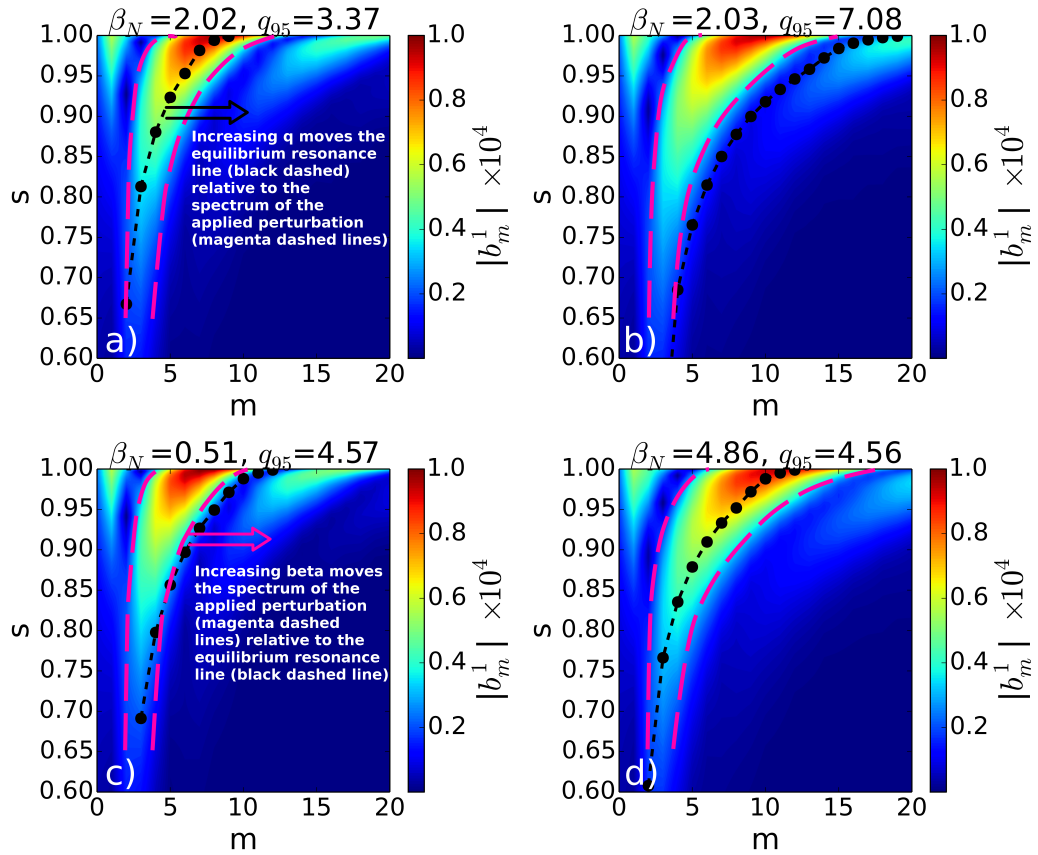 β_N =2.02, q_95=3.37
1.00
0.95
0.90
0.85
0.80
0.75
0.70
0.65
0.60
s
0 5 10 15 20
m
Increasing q moves the
equilibrium resonance
line (black dashed)
relative to the
spectrum of the
applied perturbation
(magenta dashed lines)
a)
1.0
0.8
0.6
0.4
0.2
|b_m^1| ×10^4
β_N =2.03, q_95=7.08
1.00
0.95
0.90
0.85
0.80
0.75
0.70
0.65
0.60
s
0 5 10 15 20
m
b)
1.0
0.8
0.6
0.4
0.2
|b_m^1| ×10^4
β_N =0.51, q_95=4.57
1.00
0.95
0.90
0.85
0.80
0.75
0.70
0.65
0.60
s
0 5 10 15 20
m
Increasing beta moves
the spectrum of the
applied perturbation
(magenta dashed
lines) relative to the
equilibrium resonance
line (black dashed line)
c)
1.0
0.8
0.6
0.4
0.2
|b_m^1| ×10^4
β_N =4.86, q_95=4.56
1.00
0.95
0.90
0.85
0.80
0.75
0.70
0.65
0.60
s
0 5 10 15 20
m
d)
1.0
0.8
0.6
0.4
0.2
|b_m^1| ×10^4